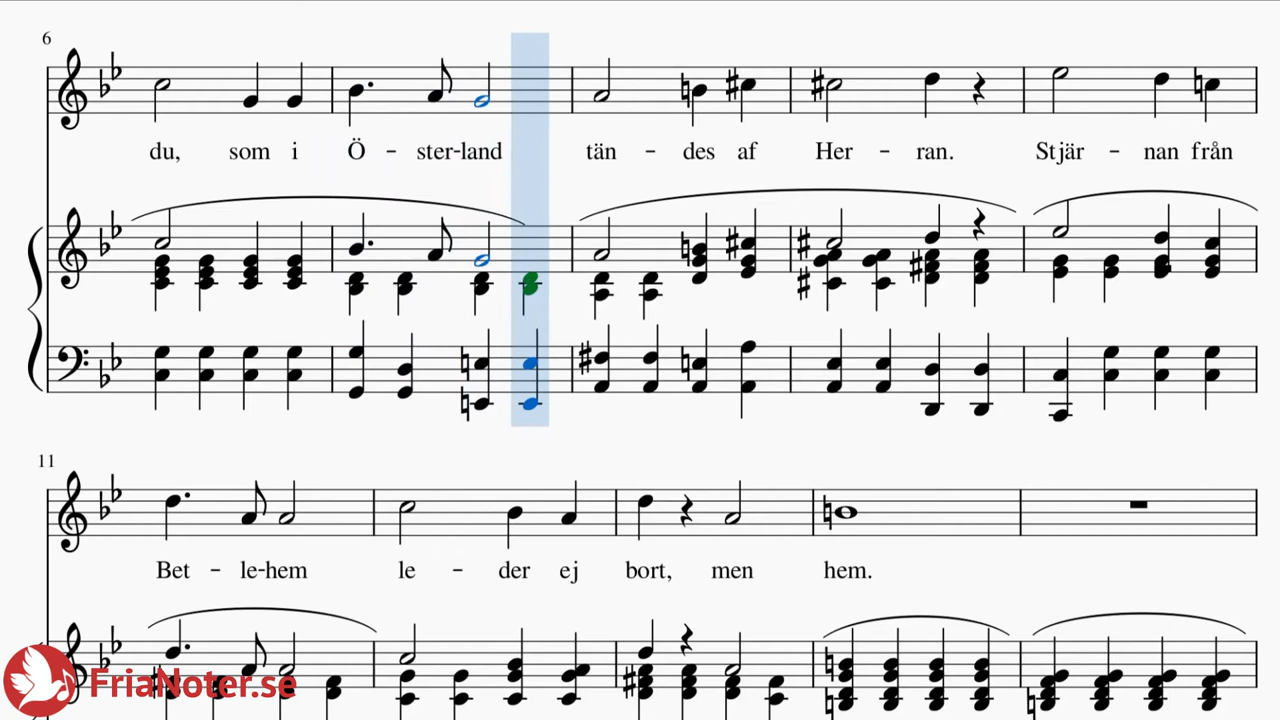 6
du, som i Ö - ster-land tän - des af Her - ran. Stjär - nan från
11
Bet - le-hem le - der ej bort, men hem.
FriaNoter.se